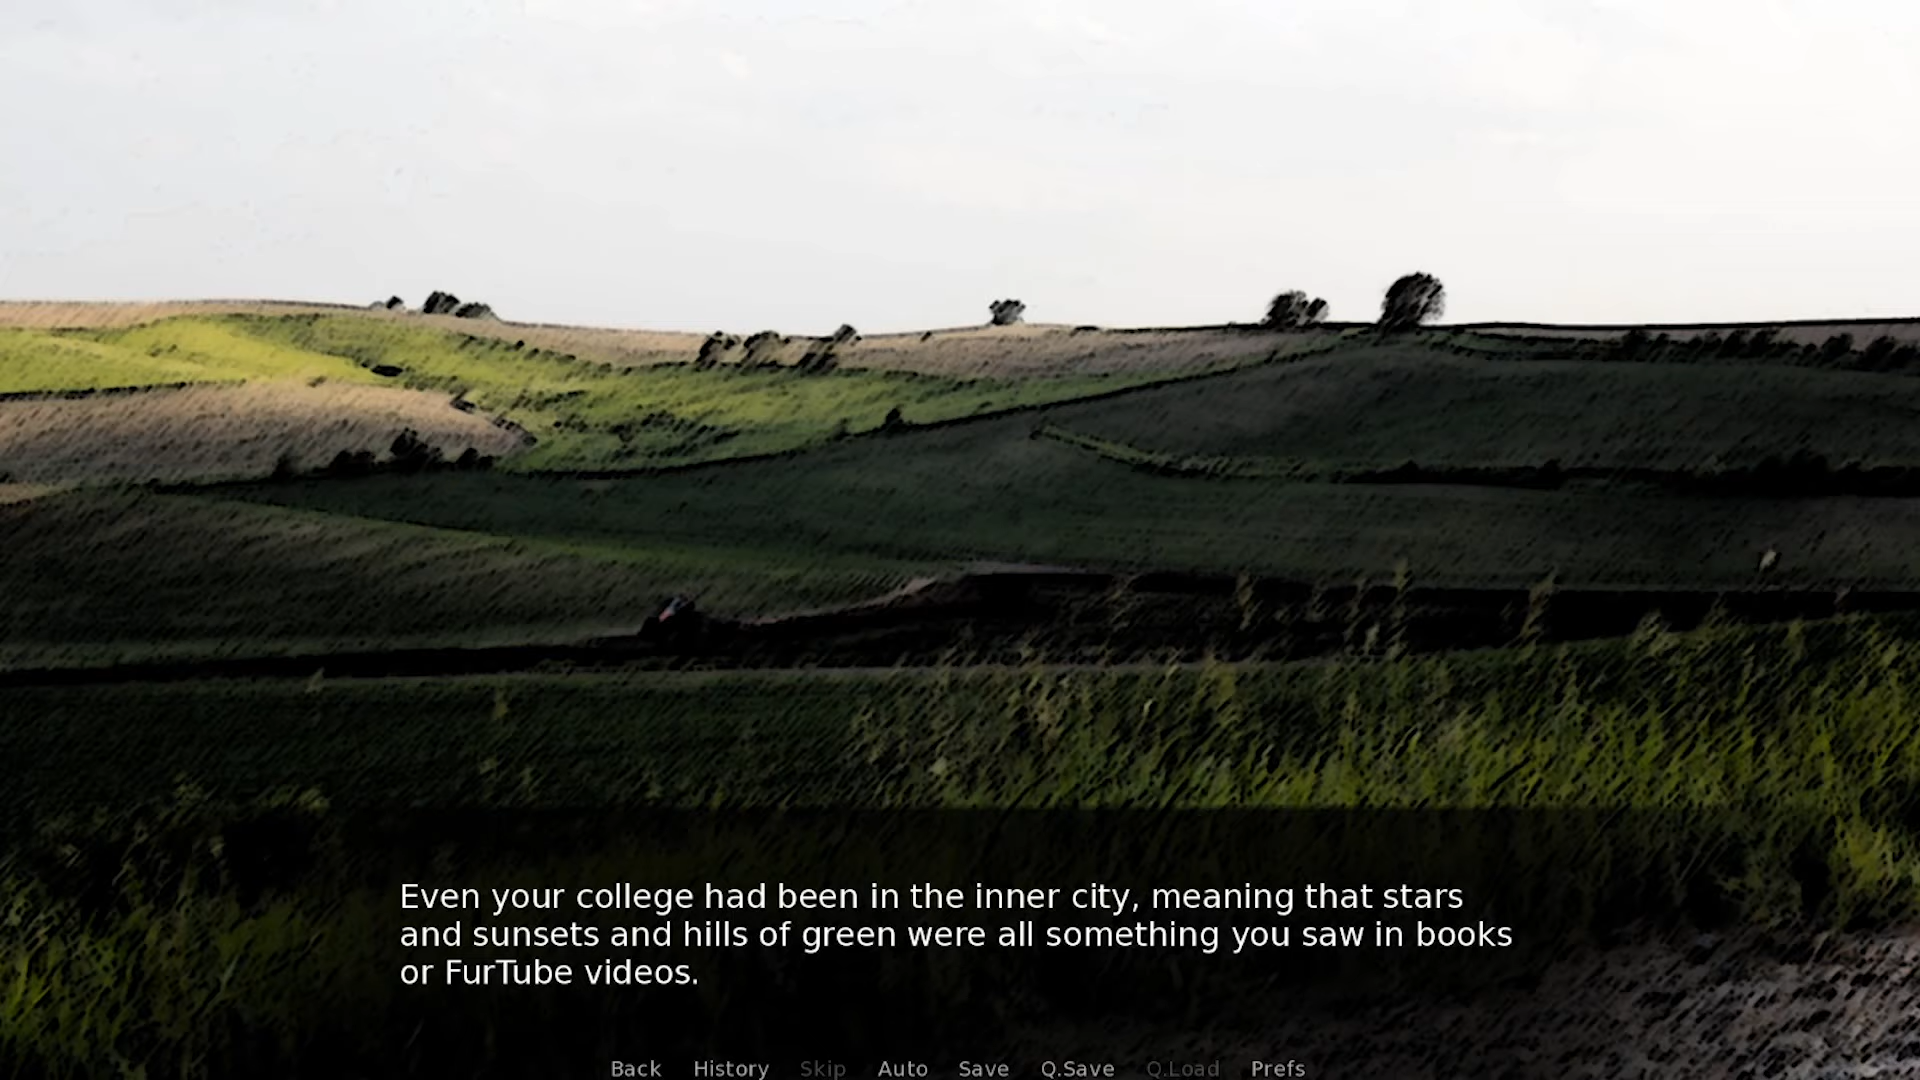 Even your college had been in the inner city, meaning that stars
and sunsets and hills of green were all something you saw in books
or FurTube videos.
Back History Skip Auto Save Q.Save Q.Load Prefs